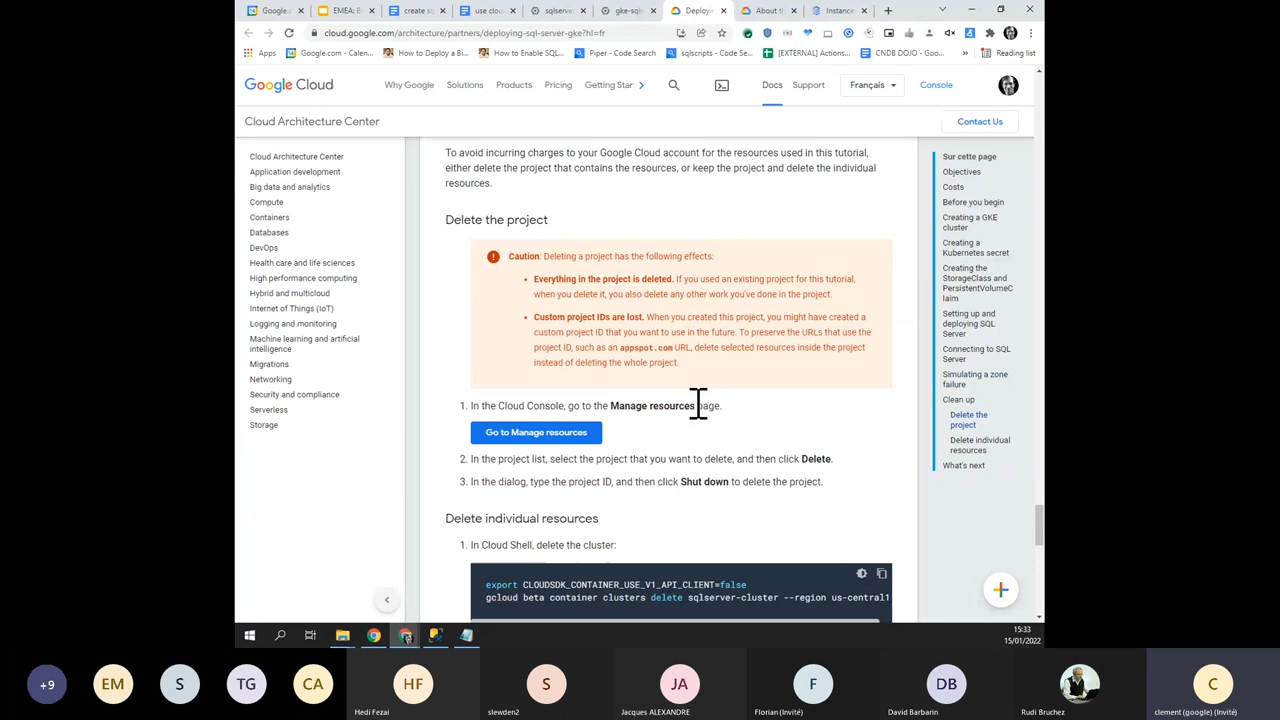 Google.c
EMEA: B
create s
use clou
sqlserve
gke-sqls
Deploy
About th
Instance
cloud.google.com/architecture/partners/deploying-sql-server-gke?hl=fr
Apps
Google.com - Calen...
How to Deploy a Bi...
How to Enable SQL...
Piper - Code Search
sqlscripts - Code Se...
[EXTERNAL] Actions...
CNDB DOJO - Goo...
»
Reading list
Google Cloud
Why Google
Solutions
Products
Pricing
Getting Star
Docs
Support
Français
Console
Cloud Architecture Center
Contact Us
Cloud Architecture Center
Application development
Big data and analytics
Compute
Containers
Databases
DevOps
Health care and life sciences
High performance computing
Hybrid and multicloud
Internet of Things (IoT)
Logging and monitoring
Machine learning and artificial
intelligence
Migrations
Networking
Security and compliance
Serverless
Storage
To avoid incurring charges to your Google Cloud account for the resources used in this tutorial,
either delete the project that contains the resources, or keep the project and delete the individual
resources.
Delete the project
Caution: Deleting a project has the following effects:
• Everything in the project is deleted. If you used an existing project for this tutorial,
when you delete it, you also delete any other work you've done in the project.
• Custom project IDs are lost. When you created this project, you might have created a
custom project ID that you want to use in the future. To preserve the URLs that use the
project ID, such as an appspot.com URL, delete selected resources inside the project
instead of deleting the whole project.
1. In the Cloud Console, go to the Manage resources page.
Go to Manage resources
2. In the project list, select the project that you want to delete, and then click Delete.
3. In the dialog, type the project ID, and then click Shut down to delete the project.
Delete individual resources
1. In Cloud Shell, delete the cluster:
export CLOUDSDK_CONTAINER_USE_V1_API_CLIENT=false
gcloud beta container clusters delete sqlserver-cluster --region us-central1
Sur cette page
Objectives
Costs
Before you begin
Creating a GKE
cluster
Creating a
Kubernetes secret
Creating the
StorageClass and
PersistentVolumeC
laim
Setting up and
deploying SQL
Server
Connecting to SQL
Server
Simulating a zone
failure
Clean up
Delete the
project
Delete individual
resources
What's next
15:33
15/01/2022
+9
EM
S
TG
CA
HF
Hedi Fezai
S
slewden2
JA
Jacques ALEXANDRE
F
Florian (Invité)
DB
David Barbarin
Rudi Bruchez
C
clement (google) (Invité)